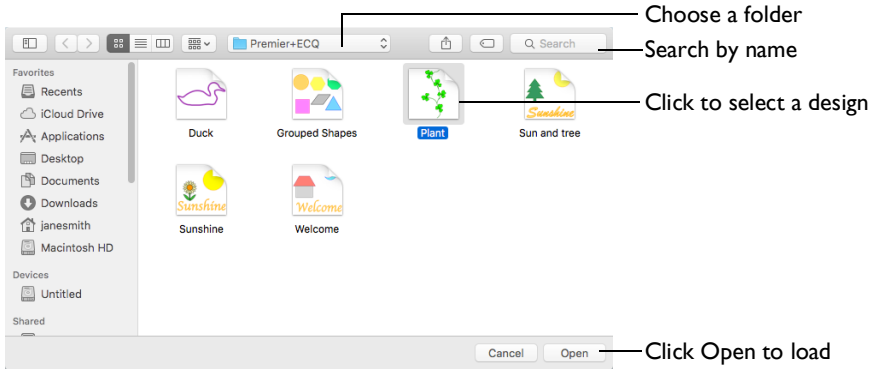 Choose a folder
Premier+ECQ
Search
Search by name
Favorites
Recents
iCloud Drive
Applications
Desktop
Documents
Downloads
janesmith
Macintosh HD
Devices
Untitled
Shared
Duck
Grouped Shapes
Plant
Sunshine
Sun and tree
Click to select a design
Sunshine
Sunshine
Welcome
Welcome
Cancel
Open
Click Open to load